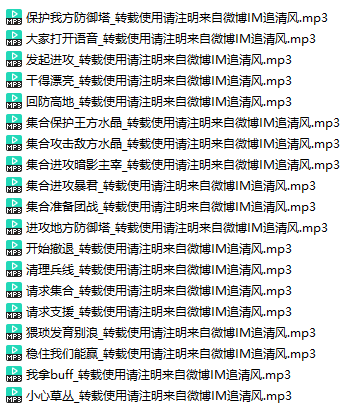 保护我方防御塔_转载使用请注明来自微博IM追清风.mp3
大家打开语音_转载使用请注明来自微博IM追清风.mp3
发起进攻_转载使用请注明来自微博IM追清风.mp3
干得漂亮_转载使用请注明来自微博IM追清风.mp3
回防高地_转载使用请注明来自微博IM追清风.mp3
集合保护王方水晶_转载使用请注明来自微博IM追清风.mp3
集合攻击敌方水晶_转载使用请注明来自微博IM追清风.mp3
集合进攻暗影主宰_转载使用请注明来自微博IM追清风.mp3
集合进攻暴君_转载使用请注明来自微博IM追清风.mp3
集合准备团战_转载使用请注明来自微博IM追清风.mp3
进攻地方防御塔_转载使用请注明来自微博IM追清风.mp3
开始撤退_转载使用请注明来自微博IM追清风.mp3
清理兵线_转载使用请注明来自微博IM追清风.mp3
请求集合_转载使用请注明来自微博IM追清风.mp3
请求支援_转载使用请注明来自微博IM追清风.mp3
猥琐发育别浪_转载使用请注明来自微博IM追清风.mp3
稳住我们能赢_转载使用请注明来自微博IM追清风.mp3
我拿buff_转载使用请注明来自微博IM追清风.mp3
小心草丛_转载使用请注明来自微博IM追清风.mp3